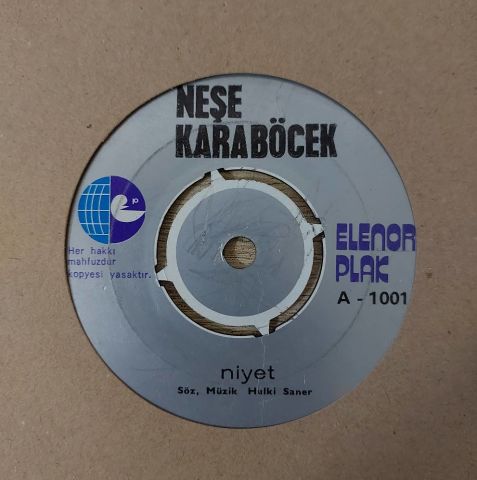 NEŞE
KARABÖCEK
Her hakkı
mahfuzdur
kopyesi yasaktır.
ELENOR
PLAK
A - 1001
niyet
Söz, Müzik Hulki Saner